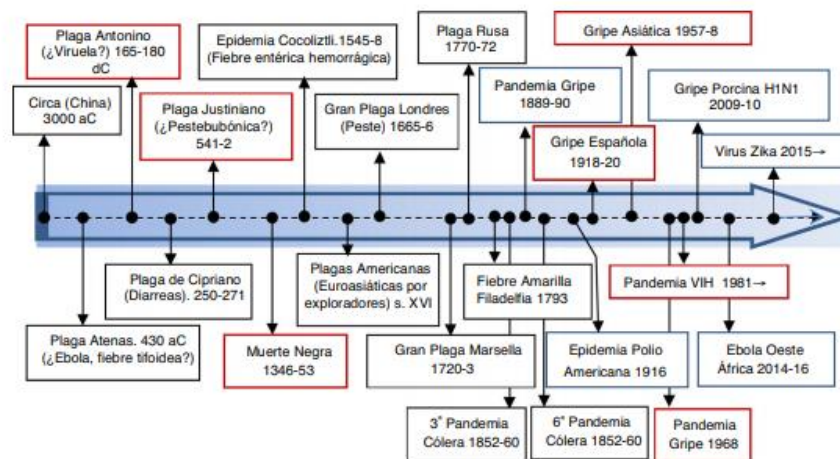 Plaga Antonino
(¿Viruela?) 165-180
dC
Circa (China)
3000 aC
Plaga Justiniano
(¿Pestebubónica?)
541-2
Epidemia Cocoliztli.1545-8
(Fiebre entérica hemorrágica)
Gran Plaga Londres
(Peste) 1665-6
Plaga Rusa
1770-72
Pandemia Gripe
1889-90
Gripe Asiática 1957-8
Gripe Española
1918-20
Gripe Porcina H1N1
2009-10
Virus Zika 2015→
Plaga de Cipriano
(Diarreas). 250-271
Plaga Atenas. 430 aC
(¿Ebola, fiebre tifoidea?)
Muerte Negra
1346-53
Plagas Americanas
(Euroasiáticas por
exploradores) s. XVI
Gran Plaga Marsella
1720-3
Fiebre Amarilla
Filadelfia 1793
3ª Pandemia
Cólera 1852-60
6ª Pandemia
Cólera 1852-60
Epidemia Polio
Americana 1916
Pandemia VIH 1981→
Pandemia
Gripe 1968
Ebola Oeste
África 2014-16